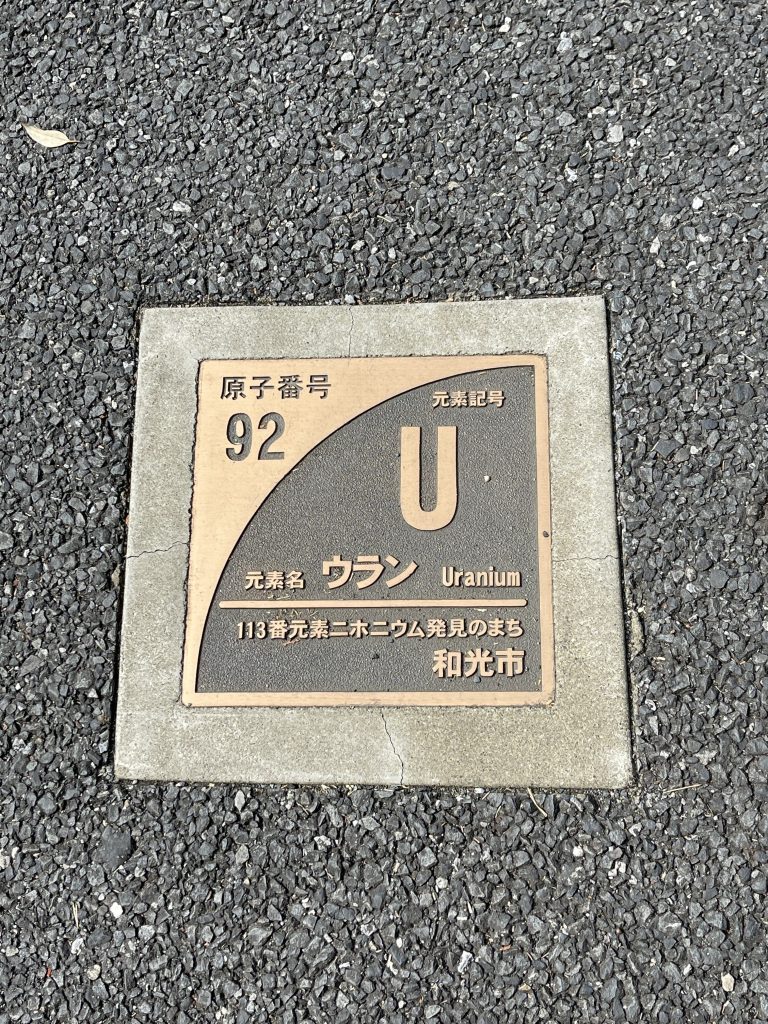 原子番号
92
元素記号
U
元素名 ウラン Uranium
113番元素ニホニウム発見のまち
和光市